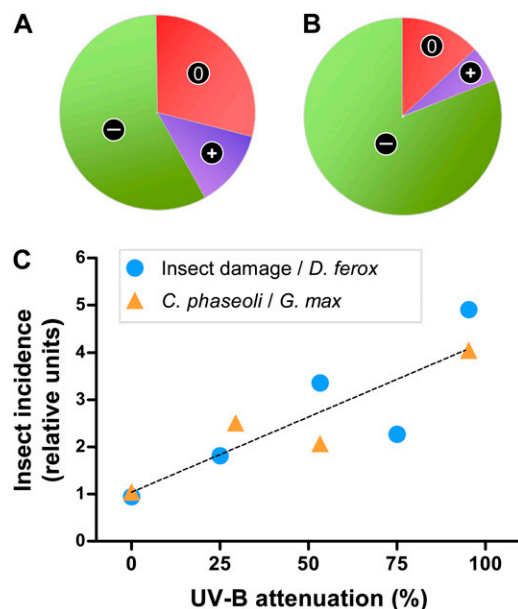 A
B
0
−
+
0
+
−
C
Insect damage / D. ferox
C. phaseoli / G. max
Insect incidence
(relative units)
6
5
4
3
2
1
0
0
25
50
75
100
UV-B attenuation (%)